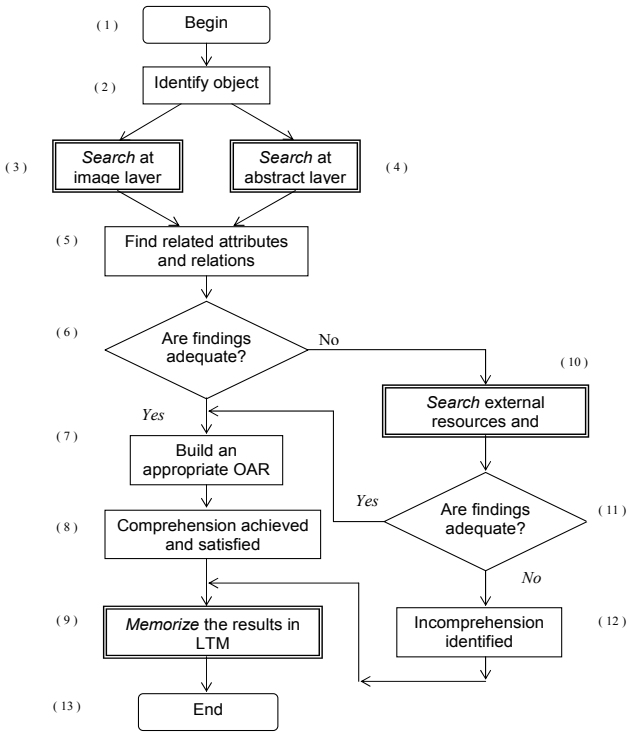 ( 1 ) Begin
( 2 ) Identify object
( 3 ) Search at
image layer
Search at
abstract layer ( 4 )
( 5 ) Find related attributes
and relations
( 6 ) Are findings
adequate?
No
( 10 )
Search external
resources and
Yes
( 7 ) Build an
appropriate OAR
Yes
Are findings
adequate? ( 11 )
( 8 ) Comprehension achieved
and satisfied
No
( 9 ) Memorize the results in
LTM
Incomprehension
identified ( 12 )
( 13 ) End